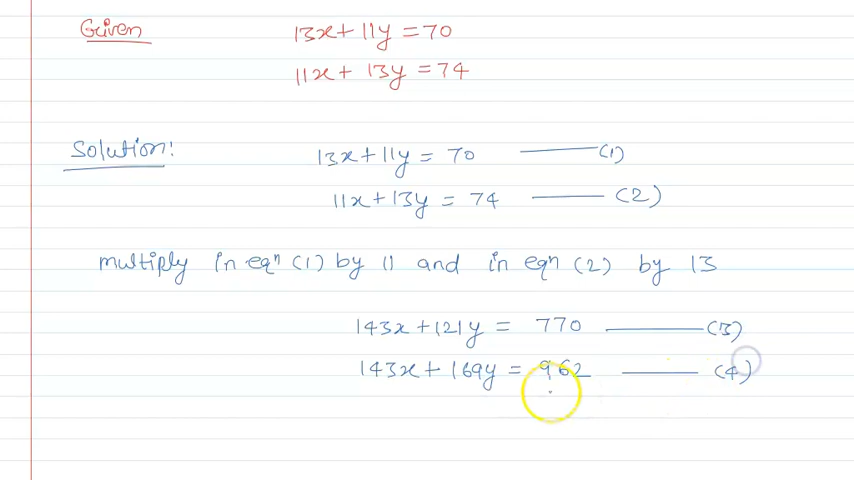 Given 13x + 11y = 70
11x + 13y = 74
Solution: 13x + 11y = 70 —— (1)
11x + 13y = 74 —— (2)
multiply in eqⁿ (1) by 11 and in eqⁿ (2) by 13
143x + 121y = 770 —— (3)
143x + 169y = 962 —— (4)